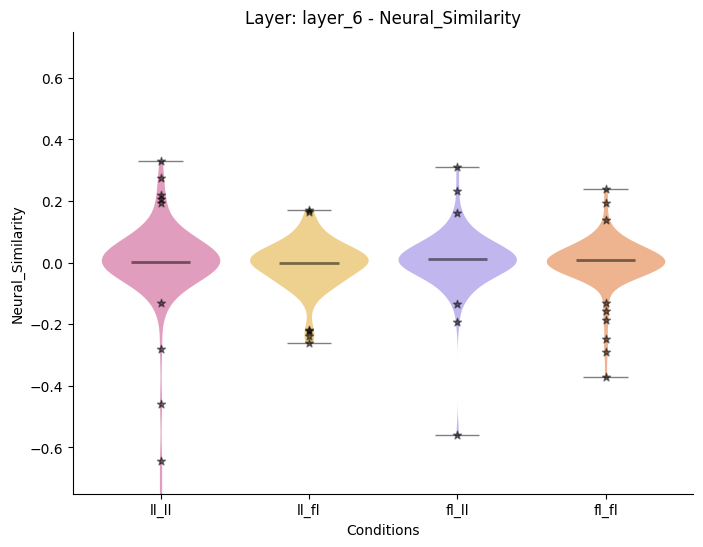 Layer: layer_6 - Neural_Similarity
0.6
0.4
0.2
0.0
−0.2
−0.4
−0.6
Neural_Similarity
ll_ll
ll_fl
fl_ll
fl_fl
Conditions